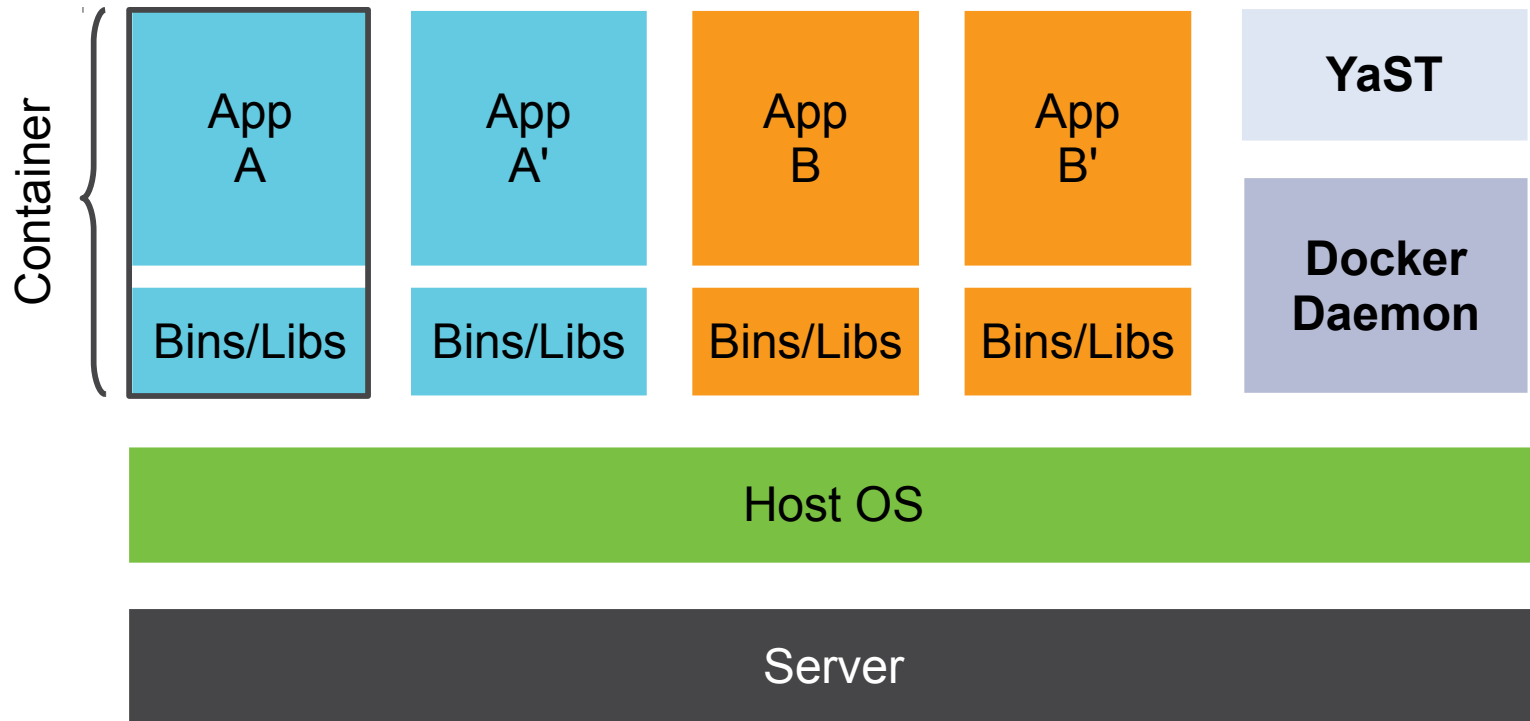 Container
App
A
App
A'
App
B
App
B'
YaST
Docker
Daemon
Bins/Libs
Bins/Libs
Bins/Libs
Bins/Libs
Host OS
Server